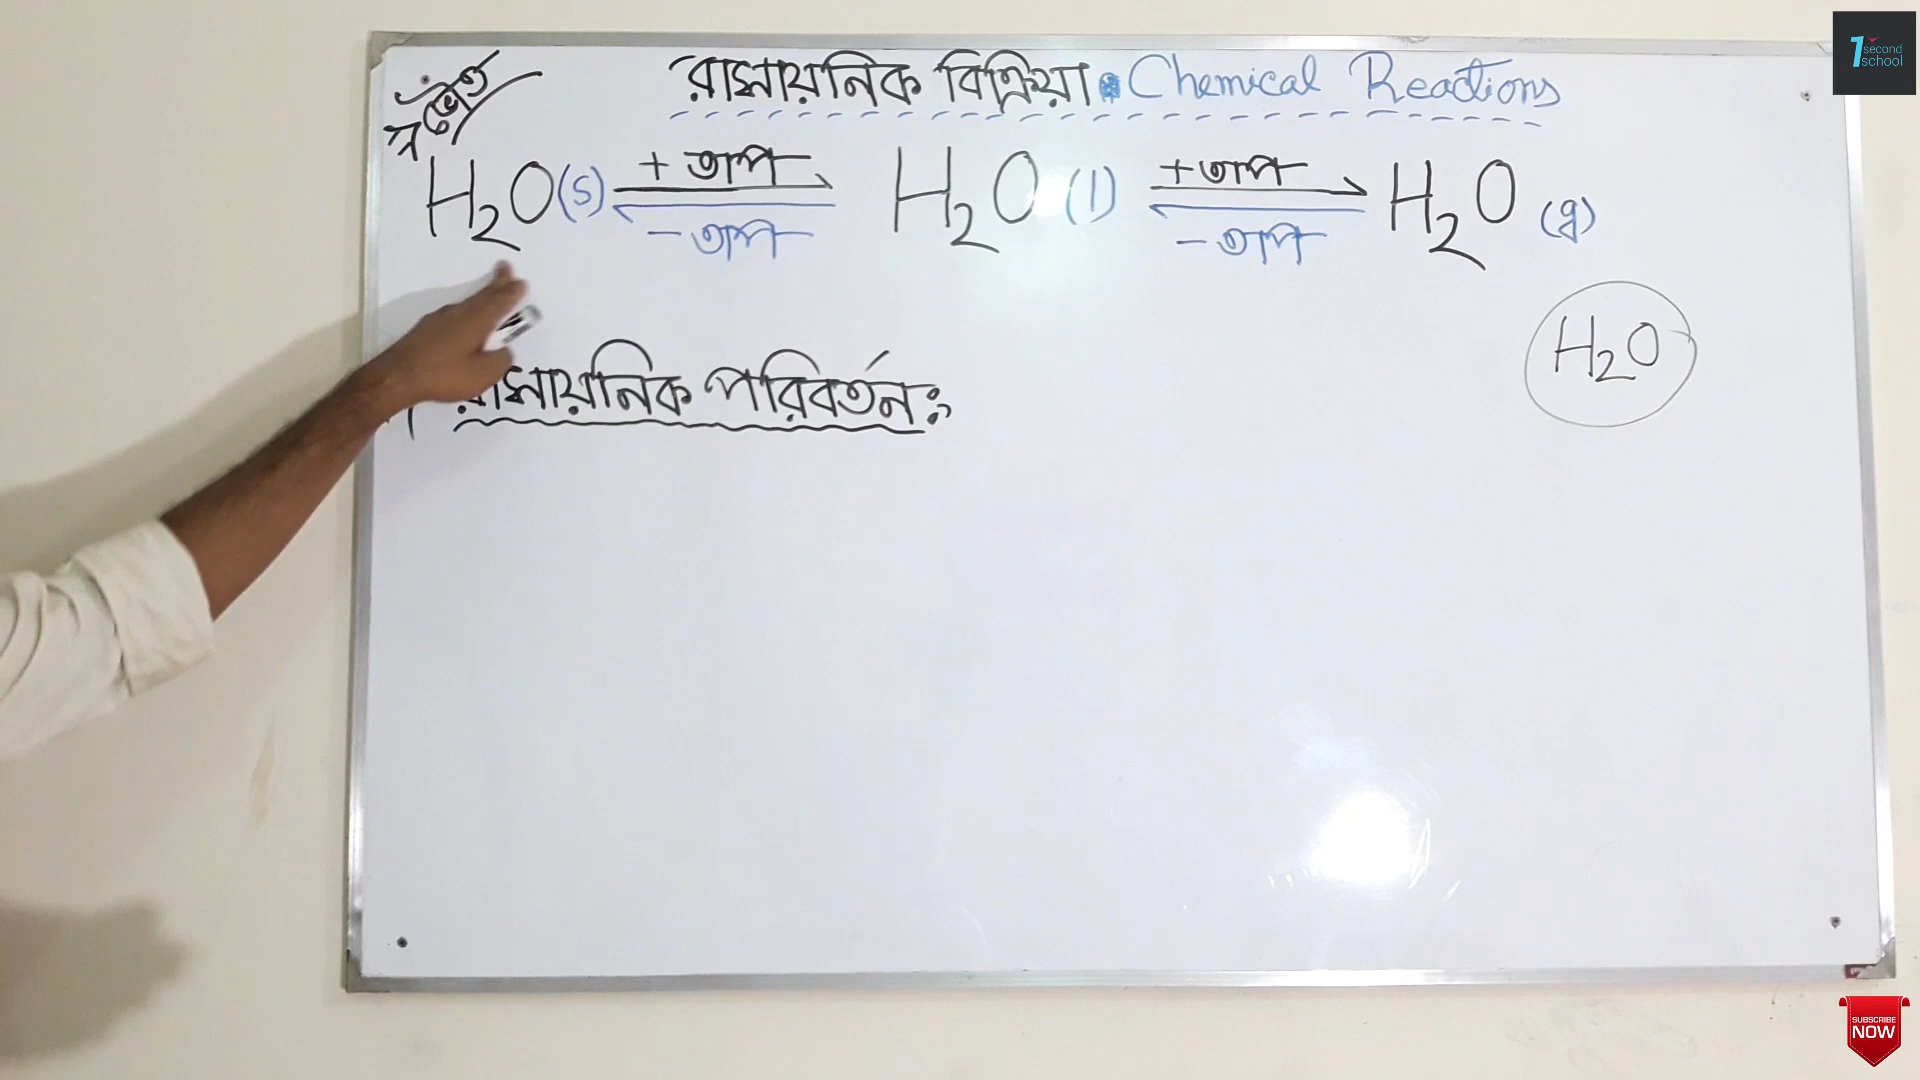 রাসায়নিক বিক্রিয়া • Chemical Reactions
ভৌত
H₂O(s) + তাপ H₂O (l) + তাপ H₂O (g)
− তাপ − তাপ
H₂O
রাসায়নিক পরিবর্তনঃ
1second
school
SUBSCRIBE
NOW